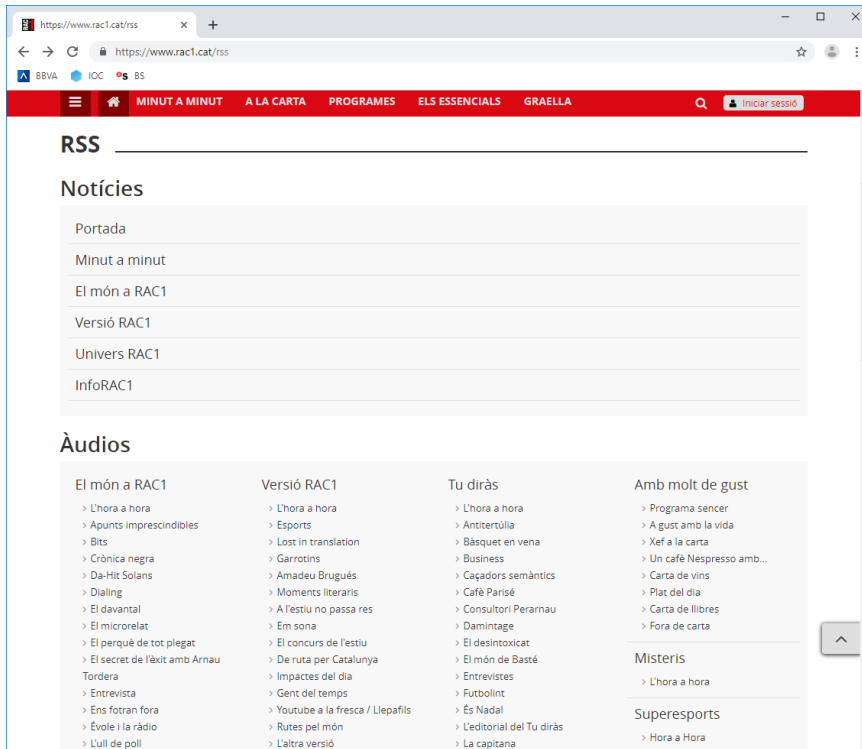 https://www.rac1.cat/rss
https://www.rac1.cat/rss
BBVA IOC BS
MINUT A MINUT A LA CARTA PROGRAMES ELS ESSENCIALS GRAELLA Iniciar sessió
RSS
Notícies
Portada
Minut a minut
El món a RAC1
Versió RAC1
Univers RAC1
InfoRAC1
Àudios
El món a RAC1
> L'hora a hora
> Apunts imprescindibles
> Bits
> Crònica negra
> Da-Hit Solans
> Dialing
> El davantal
> El microrelat
> El perquè de tot plegat
> El secret de l'èxit amb Arnau
Tordera
> Entrevista
> Ens fotran fora
> Évole i la ràdio
> L'ull de poll
Versió RAC1
> L'hora a hora
> Esports
> Lost in translation
> Garrotins
> Amadeu Brugués
> Moments literaris
> A l'estiu no passa res
> Em sona
> El concurs de l'estiu
> De ruta per Catalunya
> Impactes del dia
> Gent del temps
> Youtube a la fresca / Llepafils
> Rutes pel món
> L'altra versió
Tu diràs
> L'hora a hora
> Antitertúlia
> Bàsquet en vena
> Business
> Caçadors semàntics
> Cafè Parisé
> Consultori Perarnau
> Damintage
> El desintoxicat
> El món de Basté
> Entrevistes
> Futbolint
> És Nadal
> L'editorial del Tu diràs
> La capitana
Amb molt de gust
> Programa sencer
> A gust amb la vida
> Xef a la carta
> Un cafè Nespresso amb...
> Carta de vins
> Plat del dia
> Carta de llibres
> Fora de carta
Misteris
> L'hora a hora
Superesports
> Hora a Hora